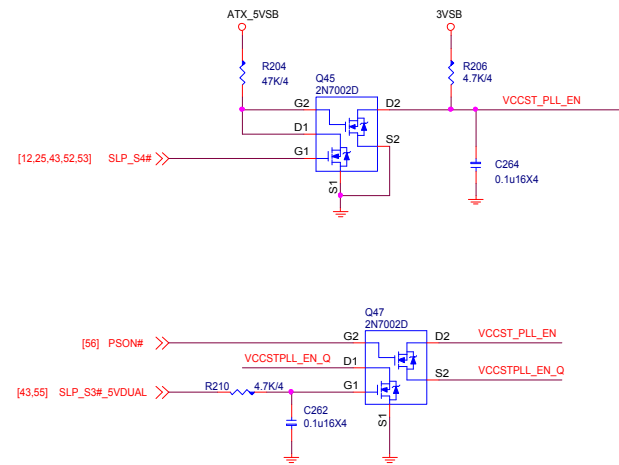 ATX_5VSB
3VSB
R204
47K/4
R206
4.7K/4
Q45
2N7002D
G2
D2
VCCST_PLL_EN
D1
S2
[12,25,43,52,53] SLP_S4#
G1
S1
C264
0.1u16X4
Q47
2N7002D
[56] PSON#
G2
D2
VCCST_PLL_EN
VCCSTPLL_EN_Q
D1
S2
VCCSTPLL_EN_Q
[43,55] SLP_S3#_5VDUAL
R210
4.7K/4
G1
S1
C262
0.1u16X4